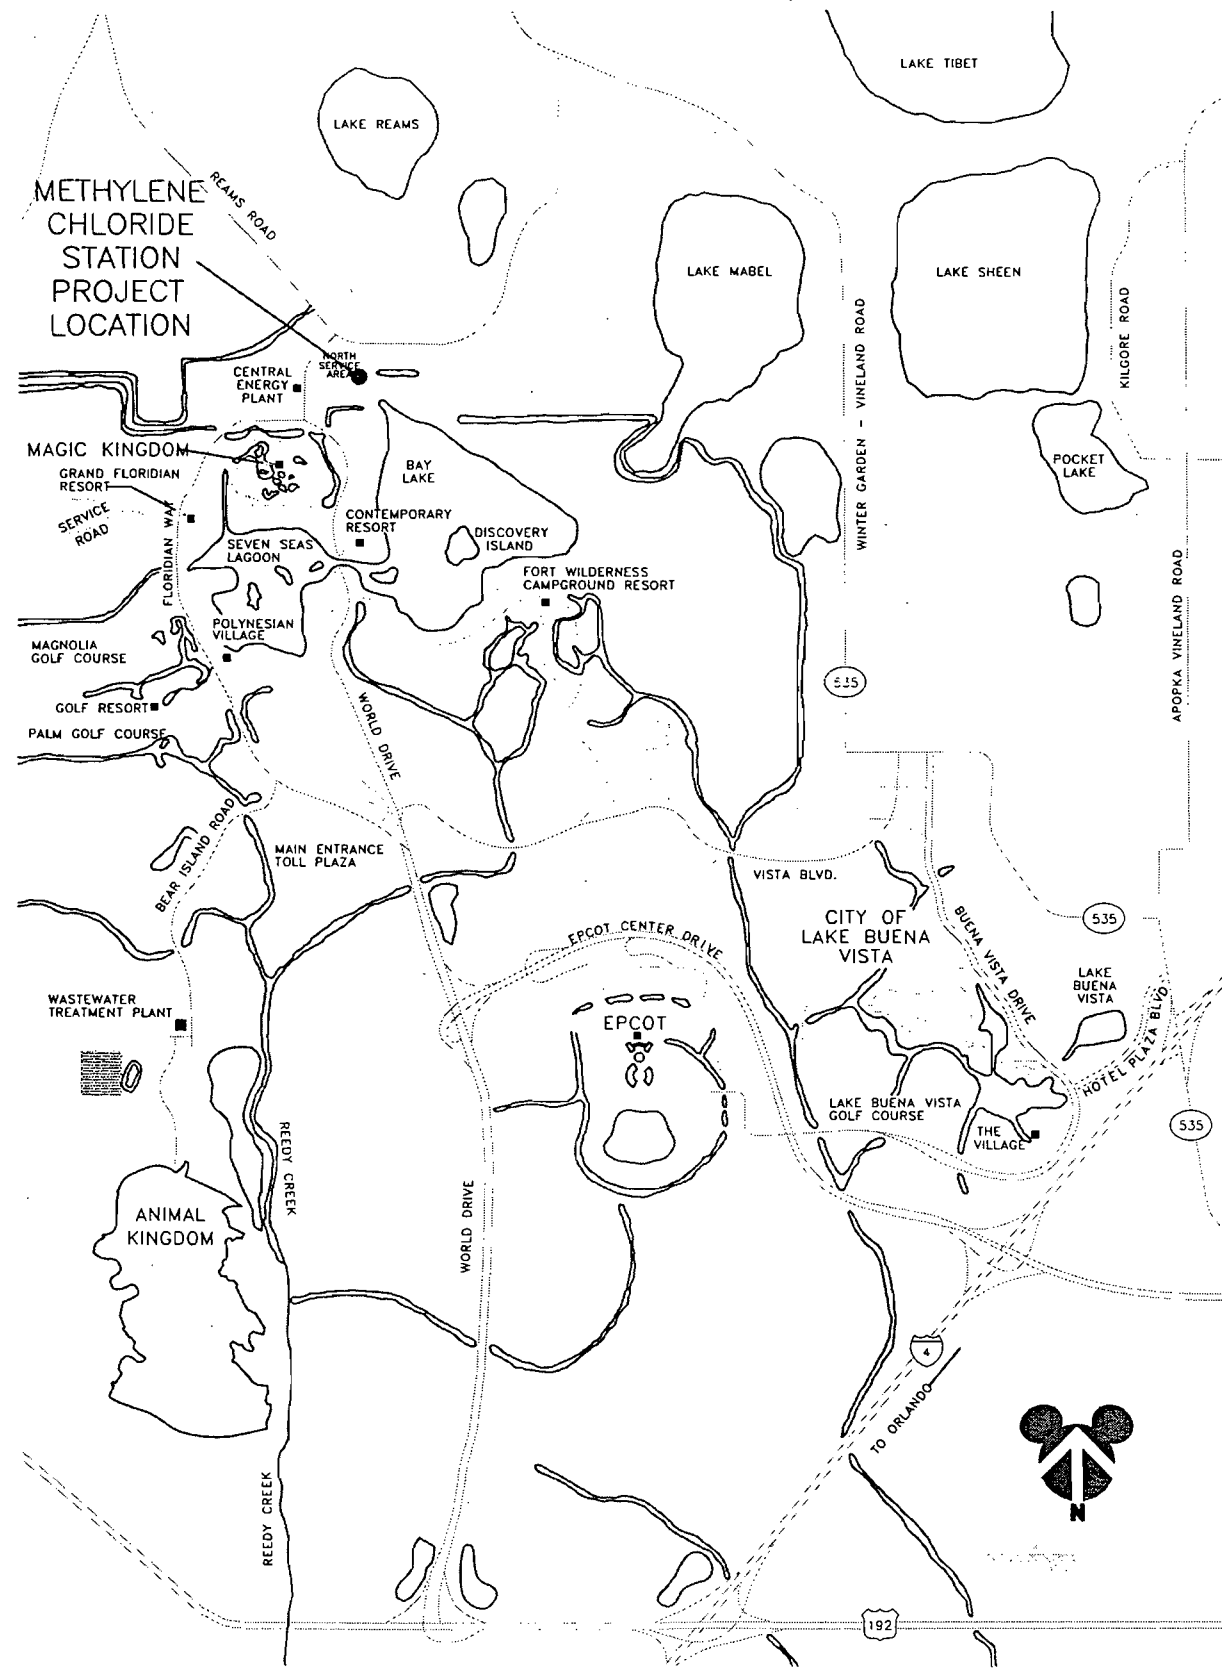 LAKE TIBET
LAKE REAMS
METHYLENE
CHLORIDE
STATION
PROJECT
LOCATION
REAMS ROAD
LAKE MABEL
LAKE SHEEN
KILGORE ROAD
WINTER GARDEN - VINELAND ROAD
NORTH
SERVICE
AREA
CENTRAL
ENERGY
PLANT
MAGIC KINGDOM
GRAND FLORIDIAN
RESORT
SERVICE
ROAD
FLORIDIAN WAY
BAY
LAKE
POCKET
LAKE
CONTEMPORARY
RESORT
DISCOVERY
ISLAND
SEVEN SEAS
LAGOON
FORT WILDERNESS
CAMPGROUND RESORT
APOPKA VINELAND ROAD
POLYNESIAN
VILLAGE
MAGNOLIA
GOLF COURSE
535
GOLF RESORT
PALM GOLF COURSE
WORLD DRIVE
BEAR ISLAND ROAD
MAIN ENTRANCE
TOLL PLAZA
VISTA BLVD.
CITY OF
LAKE BUENA
VISTA
BUENA VISTA DRIVE
535
EPCOT CENTER DRIVE
LAKE
BUENA
VISTA
HOTEL PLAZA BLVD
WASTEWATER
TREATMENT PLANT
EPCOT
LAKE BUENA VISTA
GOLF COURSE
THE
VILLAGE
535
REEDY CREEK
WORLD DRIVE
ANIMAL
KINGDOM
4
TO ORLANDO
REEDY CREEK
N
192